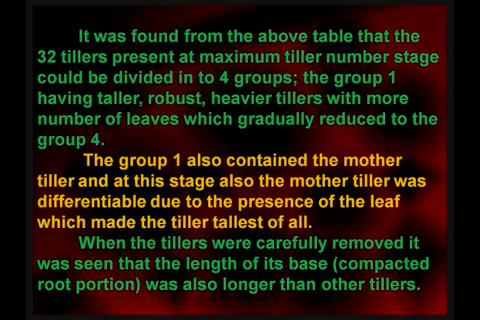 It was found from the above table that the
32 tillers present at maximum tiller number stage
could be divided in to 4 groups; the group 1
having taller, robust, heavier tillers with more
number of leaves which gradually reduced to the
group 4.
The group 1 also contained the mother
tiller and at this stage also the mother tiller was
differentiable due to the presence of the leaf
which made the tiller tallest of all.
When the tillers were carefully removed it
was seen that the length of its base (compacted
root portion) was also longer than other tillers.